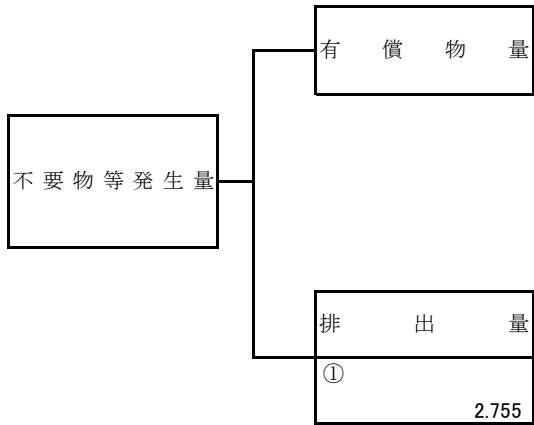 有償物量
不要物等発生量
排出量
①
2.755